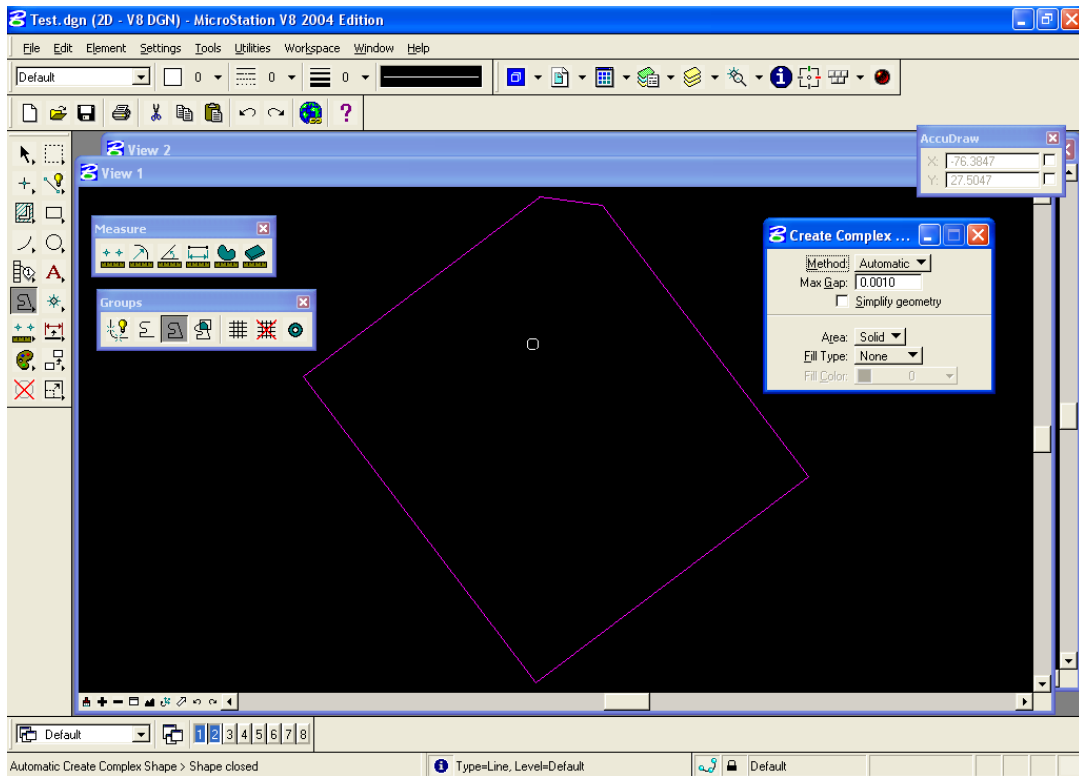 Test.dgn (2D - V8 DGN) - MicroStation V8 2004 Edition
File Edit Element Settings Tools Utilities Workspace Window Help
Default 0 0 0
View 2
AccuDraw
X: -76.3847
Y: 27.5047
View 1
Measure
Create Complex ...
Method: Automatic
Max Gap: 0.0010
Simplify geometry
Area: Solid
Fill Type: None
Fill Color: 0
Groups
Default 1 2 3 4 5 6 7 8
Automatic Create Complex Shape > Shape closed Type=Line, Level=Default Default